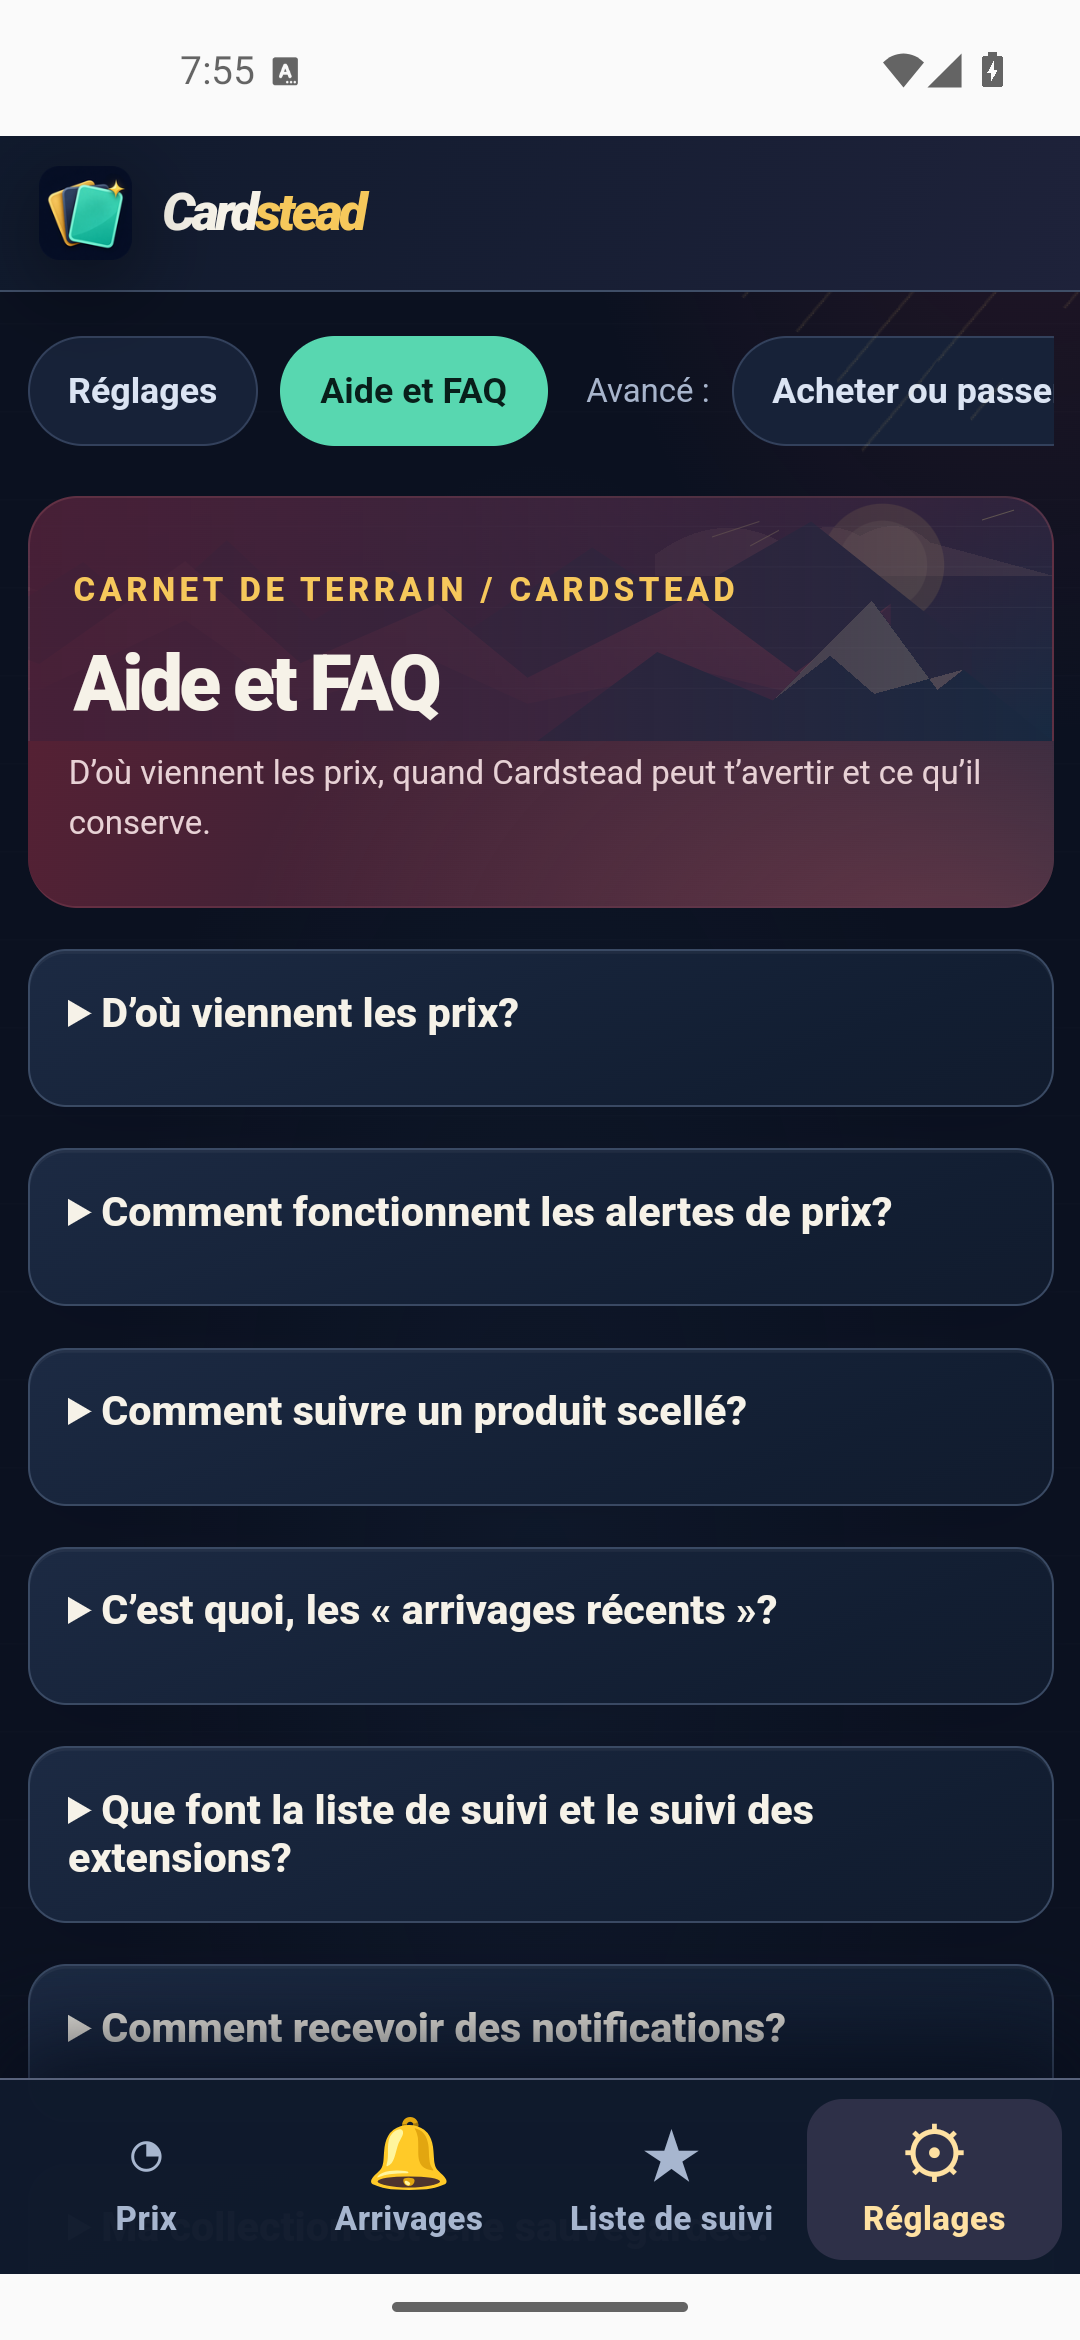 7:55
Cardstead
Réglages
Aide et FAQ
Avancé :
Acheter ou passe
CARNET DE TERRAIN / CARDSTEAD
Aide et FAQ
D’où viennent les prix, quand Cardstead peut t’avertir et ce qu’il
conserve.
D’où viennent les prix?
Comment fonctionnent les alertes de prix?
Comment suivre un produit scellé?
C’est quoi, les « arrivages récents »?
Que font la liste de suivi et le suivi des
extensions?
Comment recevoir des notifications?
Prix
Arrivages
Liste de suivi
Réglages